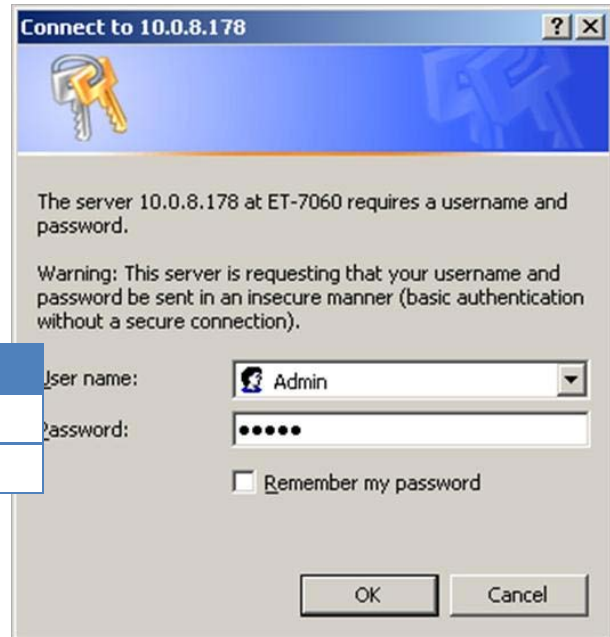 Connect to 10.0.8.178
The server 10.0.8.178 at ET-7060 requires a username and
password.
Warning: This server is requesting that your username and
password be sent in an insecure manner (basic authentication
without a secure connection).
User name:
Admin
Password:
●●●●●
Remember my password
OK
Cancel